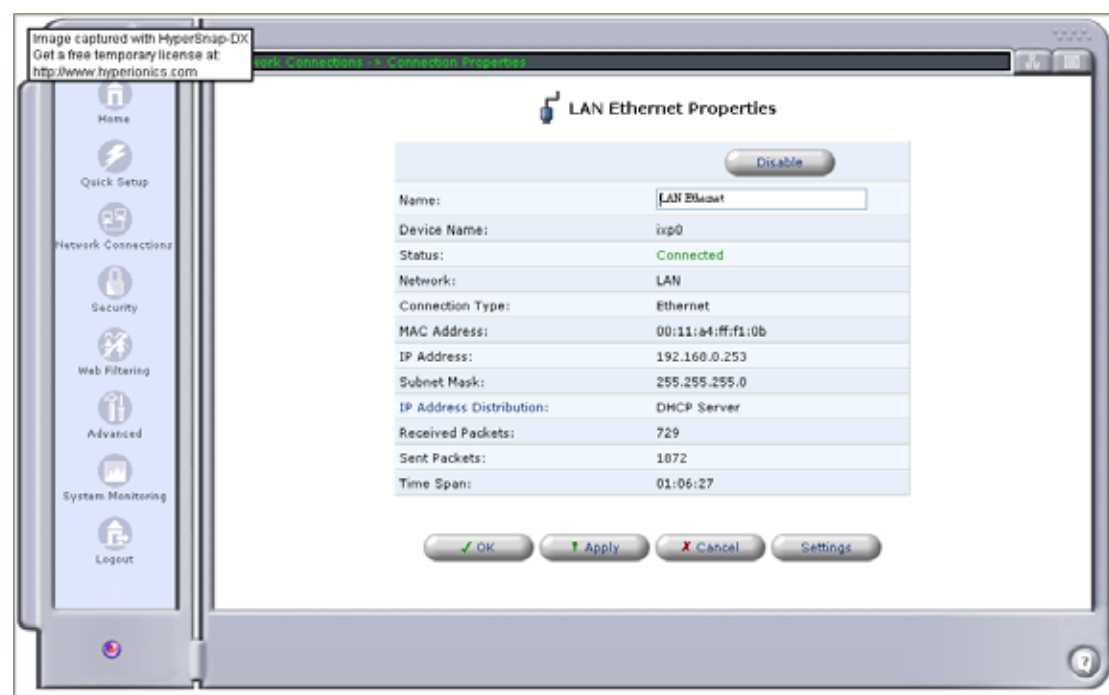 Image captured with HyperSnap-DX
Get a free temporary license at:
http://www.hyperionics.com
work Connections -> Connection Properties
Home
Quick Setup
Network Connections
Security
Web Filtering
Advanced
System Monitoring
Logout
LAN Ethernet Properties
Disable
Name: LAN Ethernet
Device Name: ixp0
Status: Connected
Network: LAN
Connection Type: Ethernet
MAC Address: 00:11:a4:ff:f1:0b
IP Address: 192.168.0.253
Subnet Mask: 255.255.255.0
IP Address Distribution: DHCP Server
Received Packets: 729
Sent Packets: 1872
Time Span: 01:06:27
OK Apply Cancel Settings
?